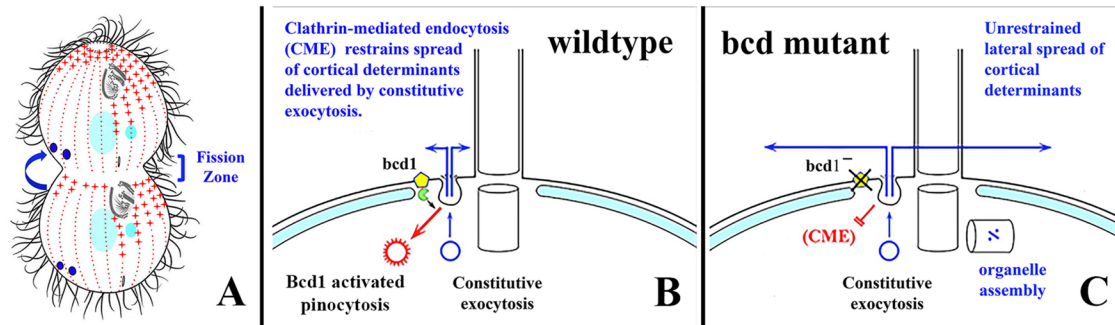 Fission
Zone
A
Clathrin-mediated endocytosis
(CME) restrains spread
of cortical determinants
delivered by constitutive
exocytosis.
wildtype
bcd1
Bcd1 activated
pinocytosis
Constitutive
exocytosis
B
bcd mutant
Unrestrained
lateral spread of
cortical
determinants
bcd1-
(CME)
Constitutive
exocytosis
organelle
assembly
C